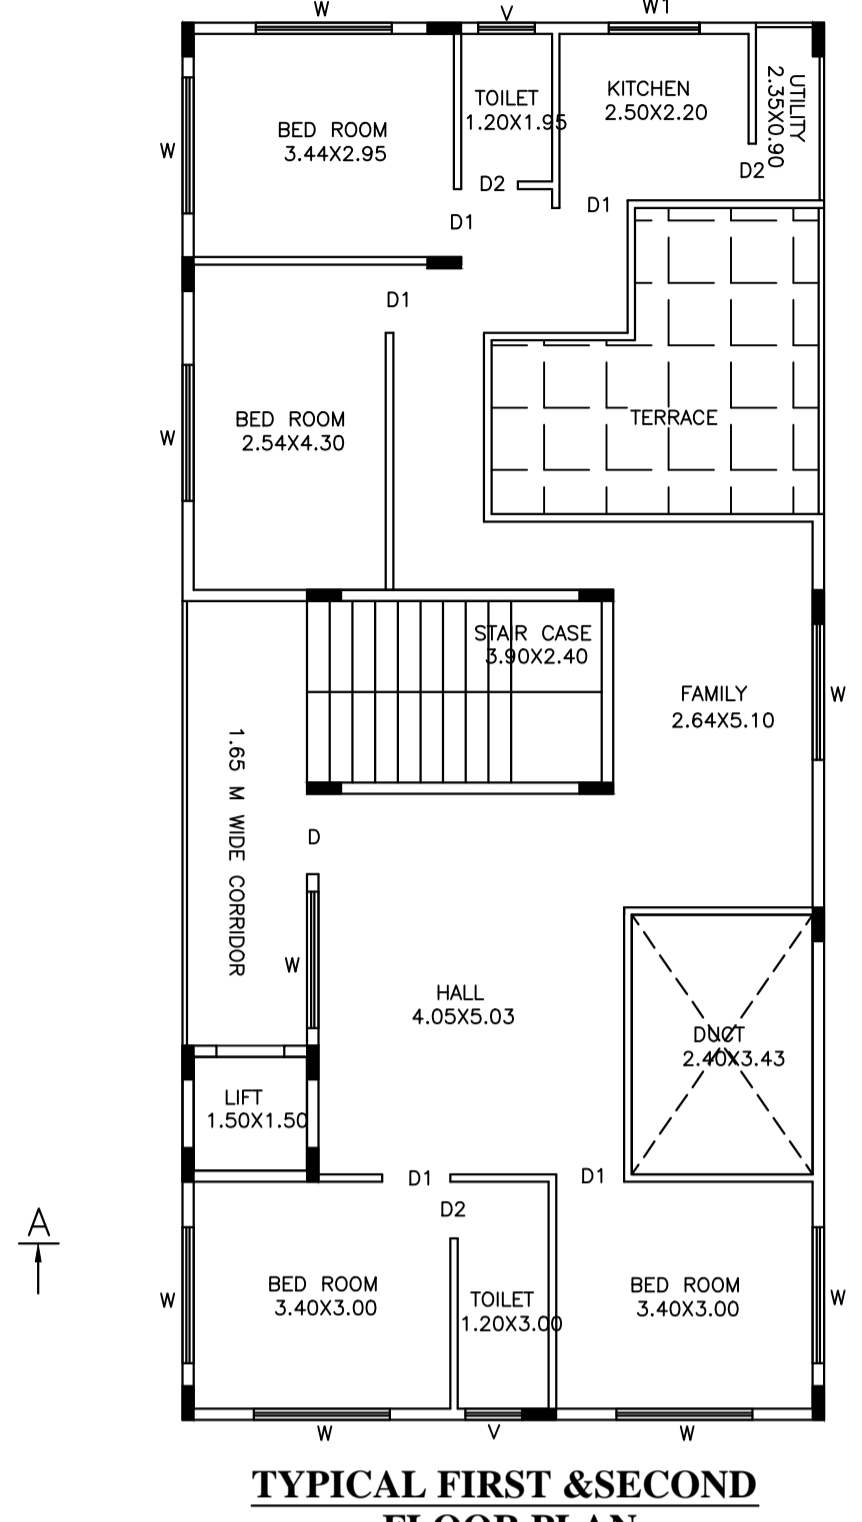 W
V
W1
TOILET
1.20X1.95
KITCHEN
2.50X2.20
UTILITY
2.35X0.90
BED ROOM
3.44X2.95
W
D2
D2
D1
D1
D1
BED ROOM
2.54X4.30
W
TERRACE
STAIR CASE
3.90X2.40
FAMILY
2.64X5.10
W
1.65 M WIDE CORRIDOR
D
W
HALL
4.05X5.03
DUCT
2.40X3.43
LIFT
1.50X1.50
D1
D1
D2
A
BED ROOM
3.40X3.00
W
TOILET
1.20X3.00
BED ROOM
3.40X3.00
W
W
V
W
TYPICAL FIRST &SECOND
FLOOR PLAN